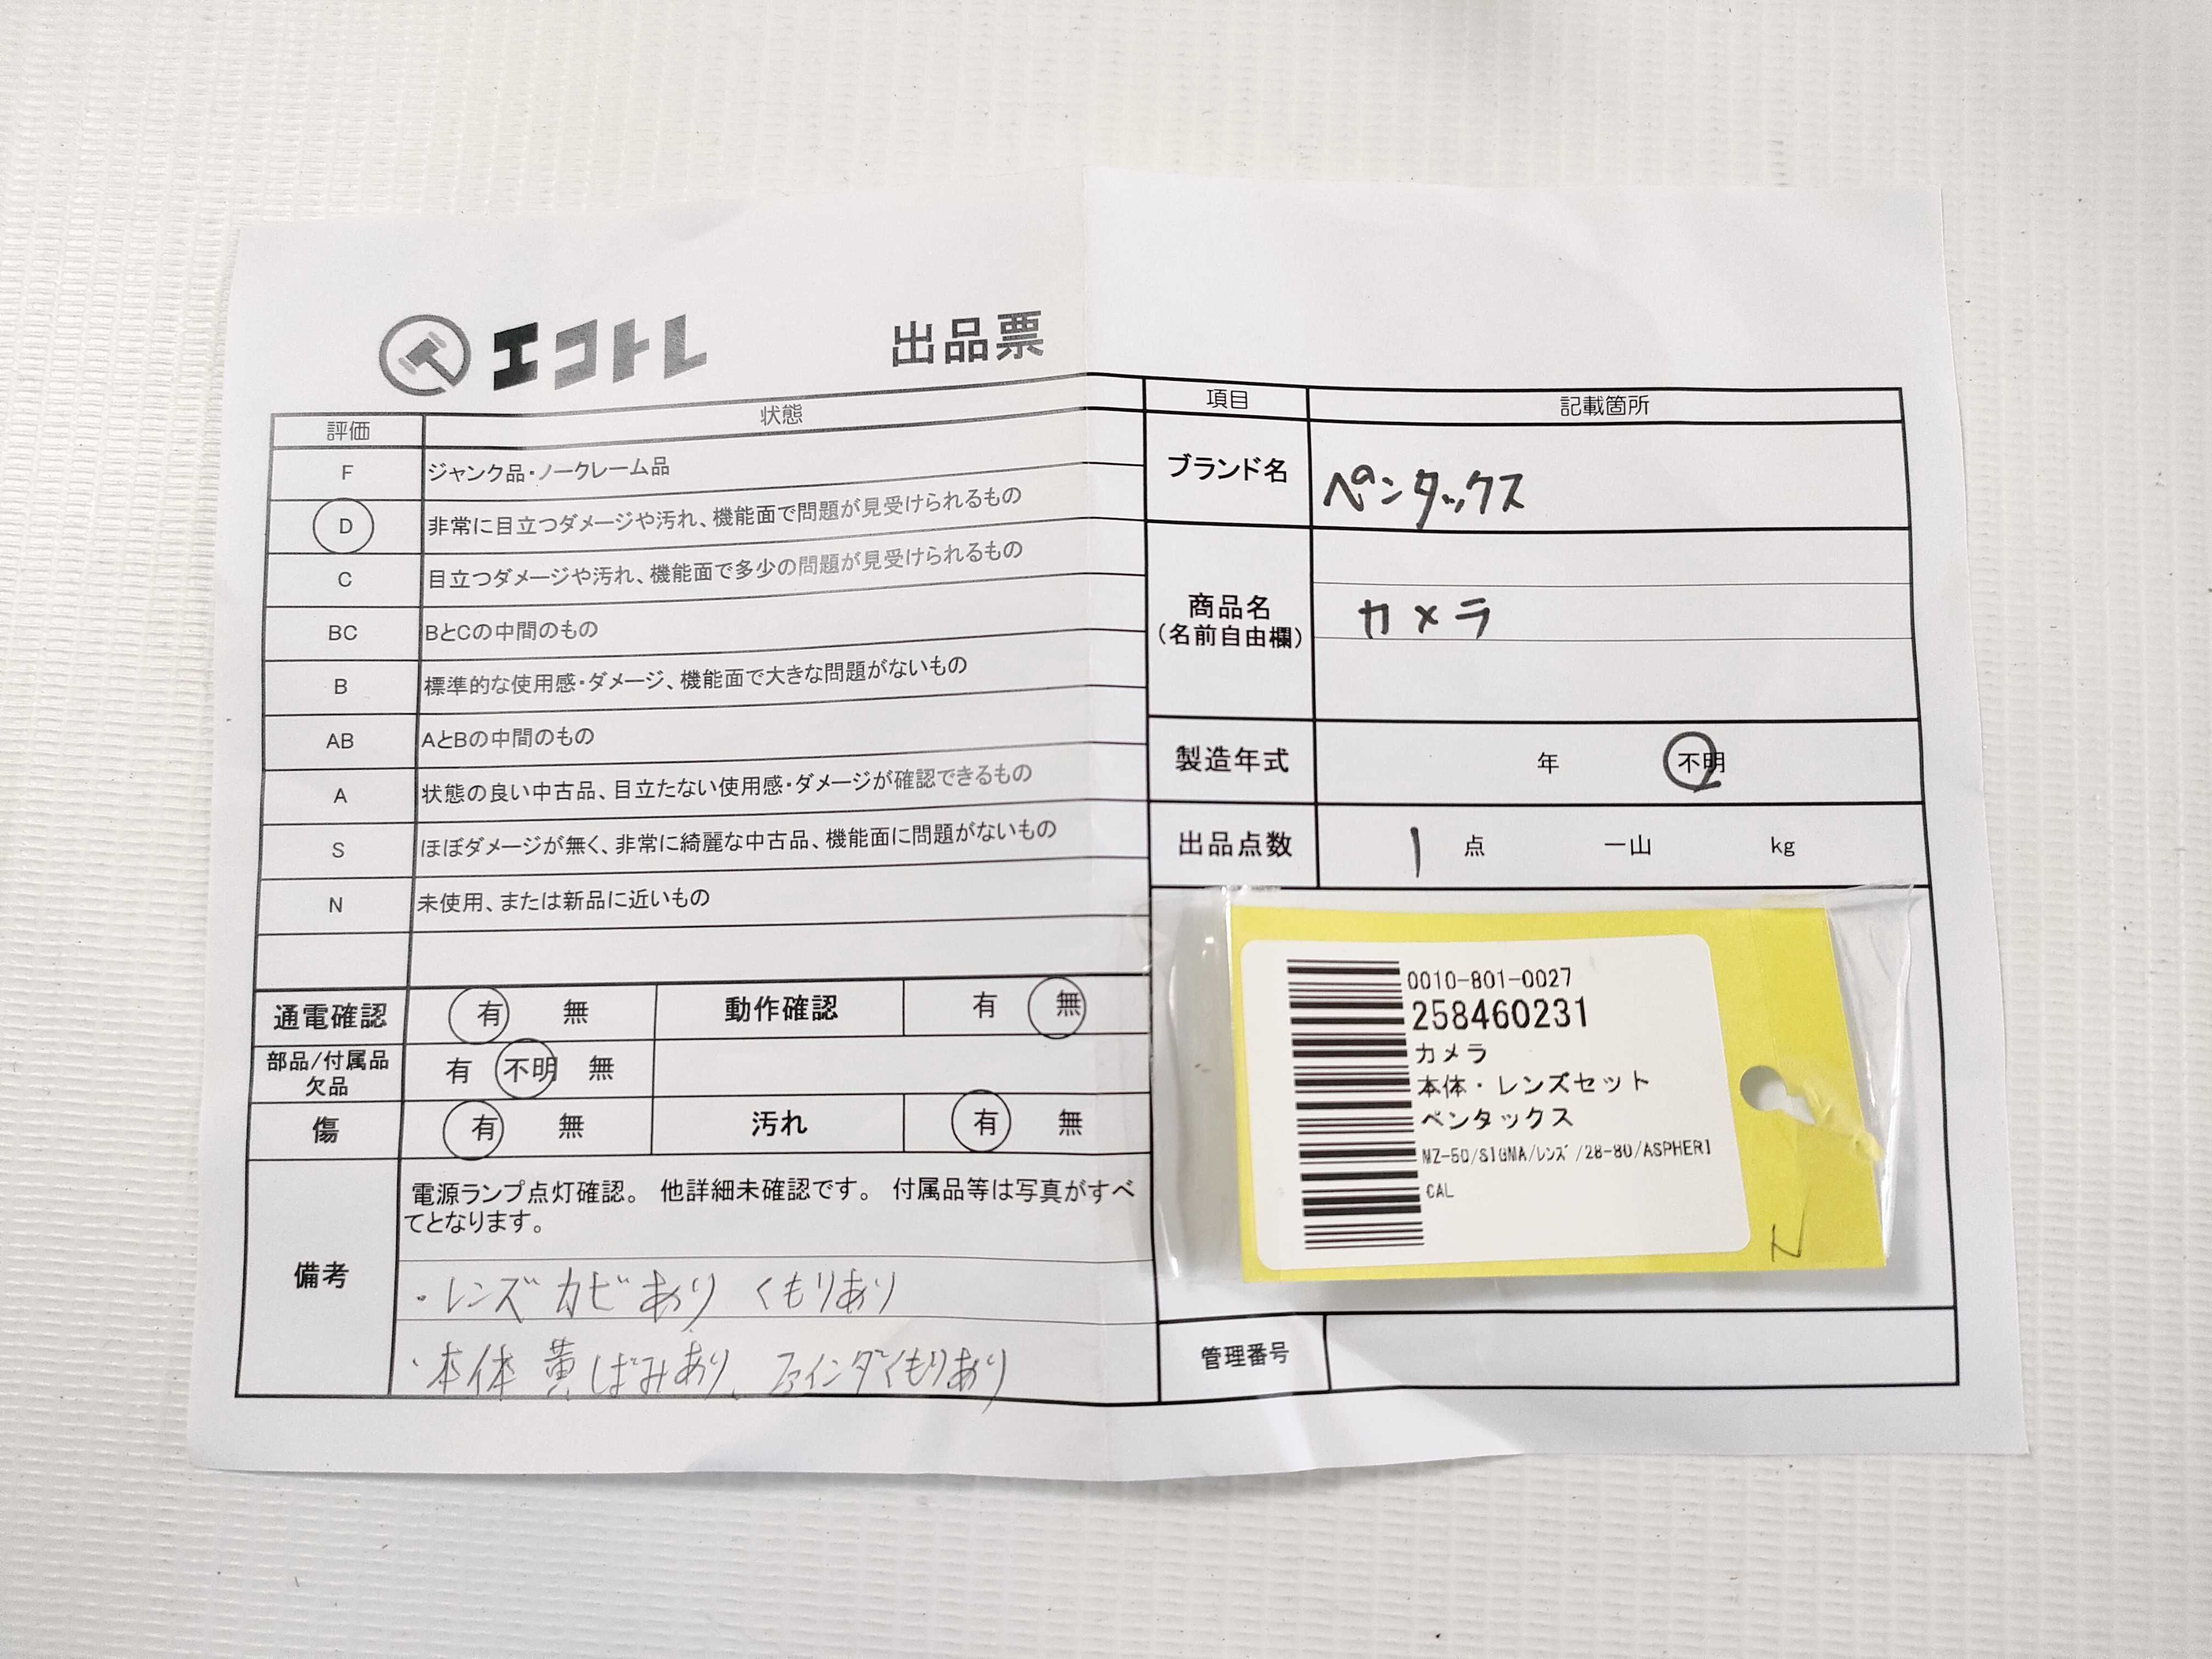 エコトレ 出品票
評価 状態
F ジャンク品・ノークレーム品
D 非常に目立つダメージや汚れ、機能面で問題が見受けられるもの
C 目立つダメージや汚れ、機能面で多少の問題が見受けられるもの
BC BとCの中間のもの
B 標準的な使用感・ダメージ、機能面で大きな問題がないもの
AB AとBの中間のもの
A 状態の良い中古品、目立たない使用感・ダメージが確認できるもの
S ほぼダメージが無く、非常に綺麗な中古品、機能面に問題がないもの
N 未使用、または新品に近いもの
通電確認 有 無 動作確認 有 無
部品/付属品
欠品
有 不明 無
傷 有 無 汚れ 有 無
備考
電源ランプ点灯確認。 他詳細未確認です。 付属品等は写真がすべ
てとなります。
・レンズカビあり くもりあり
・本体 黄ばみあり、ファインダくもりあり
項目 記載箇所
ブランド名 ペンタックス
商品名
(名前自由欄)
カメラ
製造年式 年 不明
出品点数 1 点 一山 kg
0010-801-0027
258460231
カメラ
本体・レンズセット
ペンタックス
MZ-50/SIGMA/ﾚﾝｽﾞ/28-80/ASPHERI
CAL
管理番号